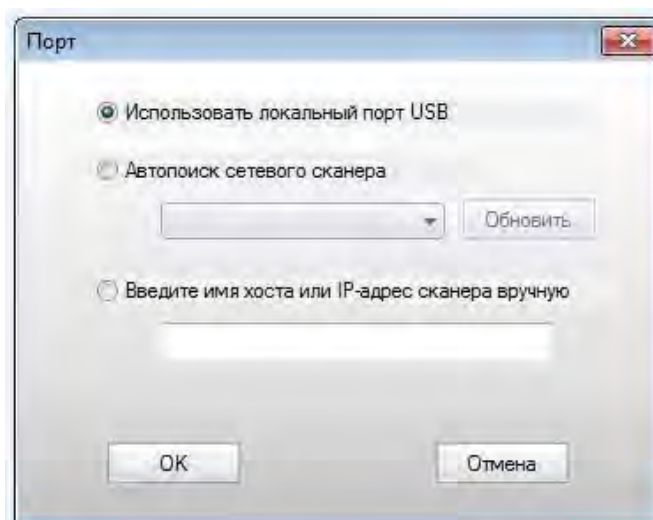 Порт
Использовать локальный порт USB
Автопоиск сетевого сканера
Обновить
Введите имя хоста или IP-адрес сканера вручную
OK
Отмена